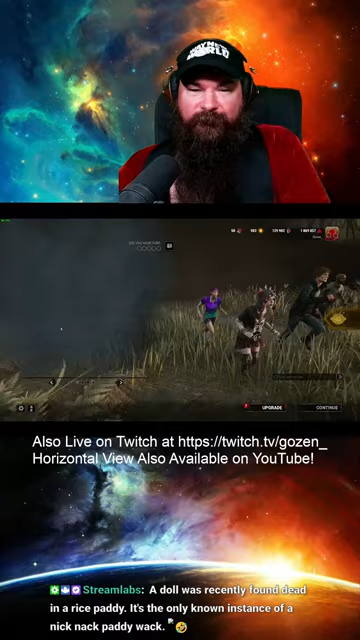 WAYNE'S
WORLD
UPGRADE
CONTINUE
Also Live on Twitch at https://twitch.tv/gozen_
Horizontal View Also Available on YouTube!
Streamlabs: A doll was recently found dead
in a rice paddy. It's the only known instance of a
nick nack paddy wack.